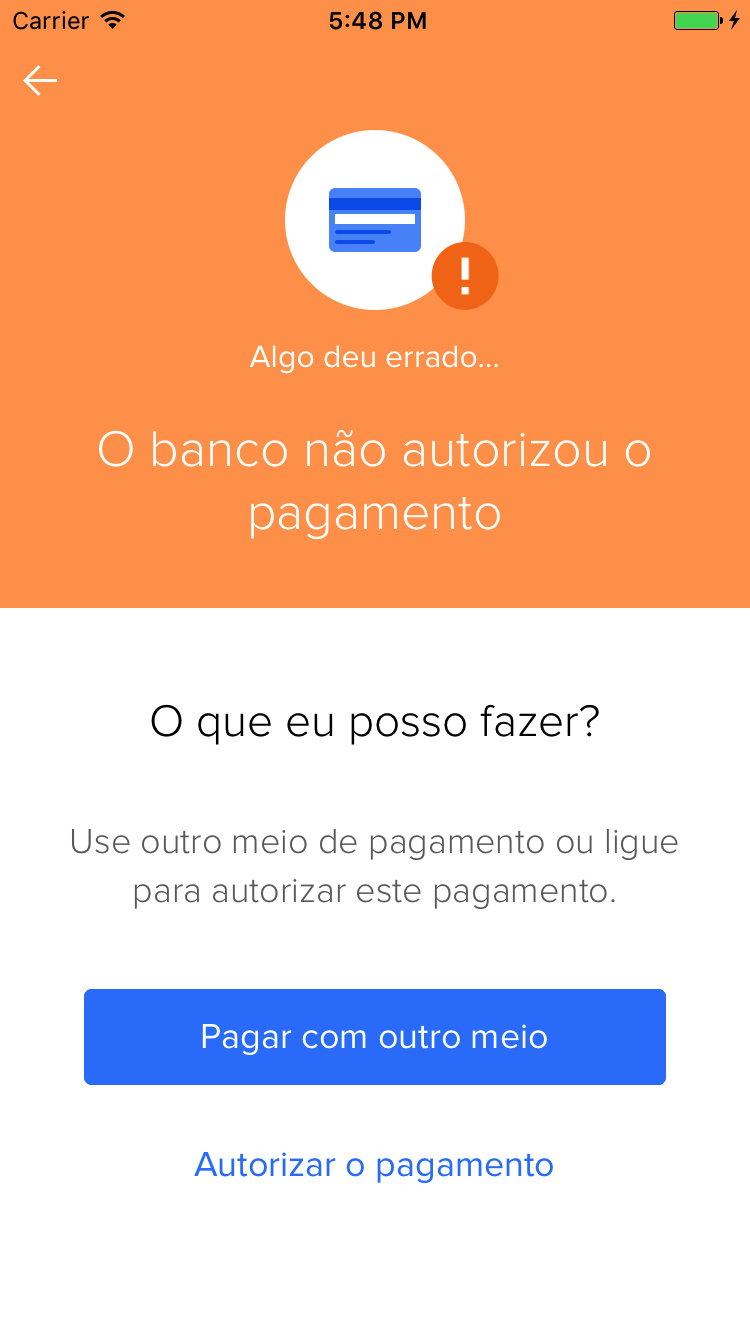 Carrier 5:48 PM
Algo deu errado...
O banco não autorizou o
pagamento
O que eu posso fazer?
Use outro meio de pagamento ou ligue
para autorizar este pagamento.
Pagar com outro meio
Autorizar o pagamento